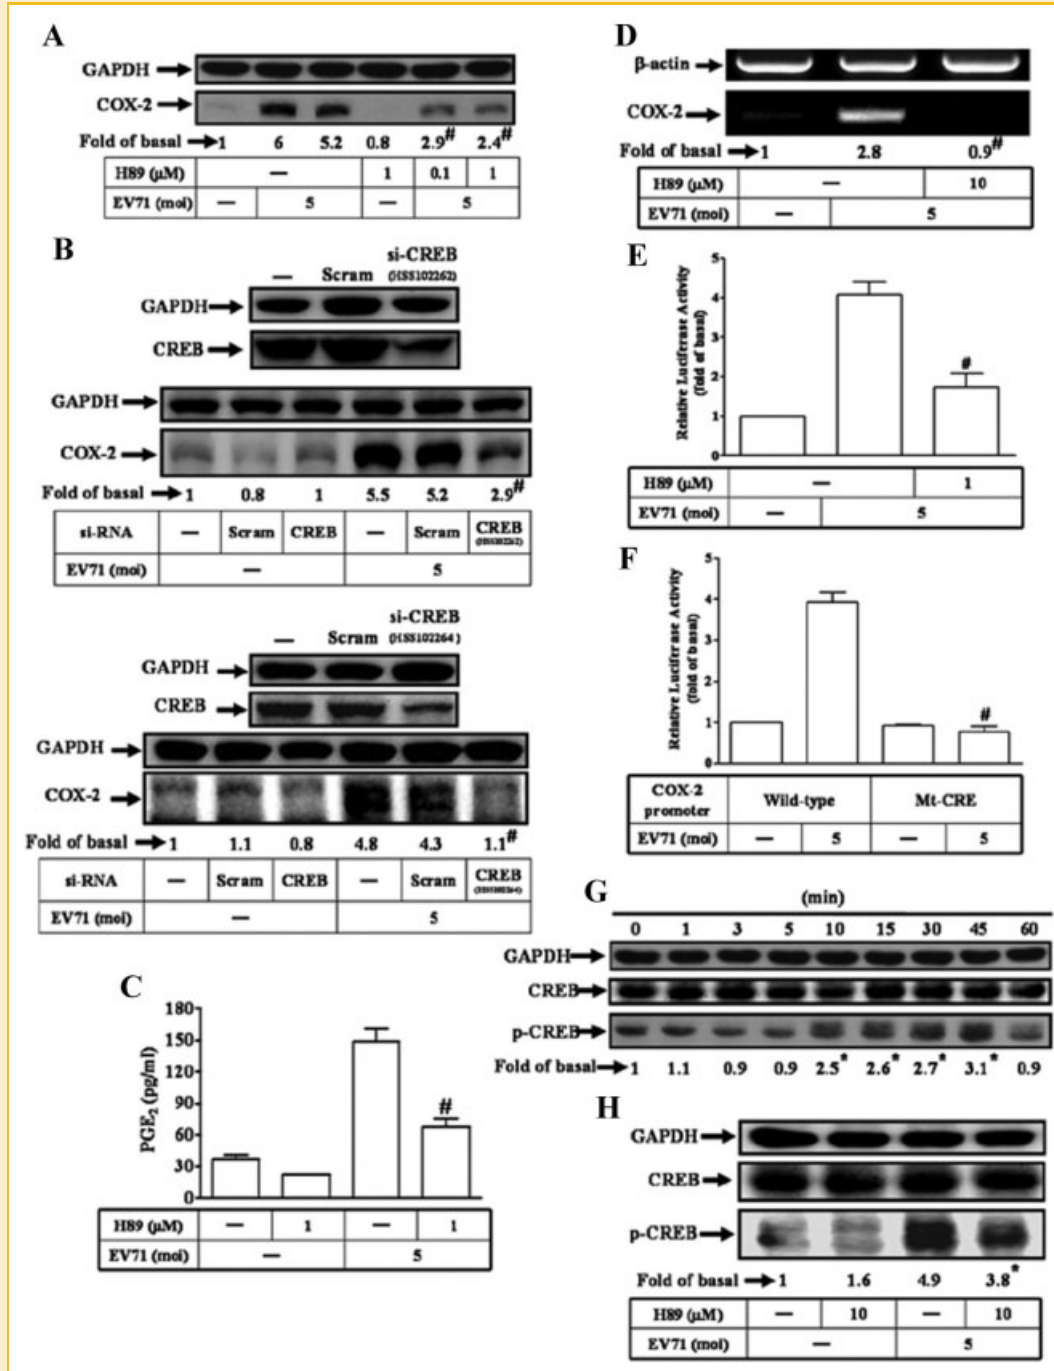 A
GAPDH
COX-2
Fold of basal 1 6 5.2 0.8 2.9# 2.4#
H89 (μM) — 1 0.1 1
EV71 (moi) — 5 — 5
B
si-CREB
— Scram (HSS102262)
GAPDH
CREB
GAPDH
COX-2
Fold of basal 1 0.8 1 5.5 5.2 2.9#
si-RNA — Scram CREB — Scram CREB
(HSS102262)
EV71 (moi) — 5
si-CREB
— Scram (HSS102264)
GAPDH
CREB
GAPDH
COX-2
Fold of basal 1 1.1 0.8 4.8 4.3 1.1#
si-RNA — Scram CREB — Scram CREB
(HSS102264)
EV71 (moi) — 5
C
PGE₂ (pg/ml)
180
150
120
90
60
30
0
#
H89 (μM) — 1 — 1
EV71 (moi) — 5
D
β-actin
COX-2
Fold of basal 1 2.8 0.9#
H89 (μM) — 10
EV71 (moi) — 5
E
Relative Luciferase Activity
(fold of basal)
5
4
3
2
1
0
#
H89 (μM) — 1
EV71 (moi) — 5
F
Relative Luciferase Activity
(fold of basal)
5
4
3
2
1
0
#
COX-2
promoter Wild-type Mt-CRE
EV71 (moi) — 5 — 5
G
(min)
0 1 3 5 10 15 30 45 60
GAPDH
CREB
p-CREB
Fold of basal 1 1.1 0.9 0.9 2.5* 2.6* 2.7* 3.1* 0.9
H
GAPDH
CREB
p-CREB
Fold of basal 1 1.6 4.9 3.8*
H89 (μM) — 10 — 10
EV71 (moi) — 5